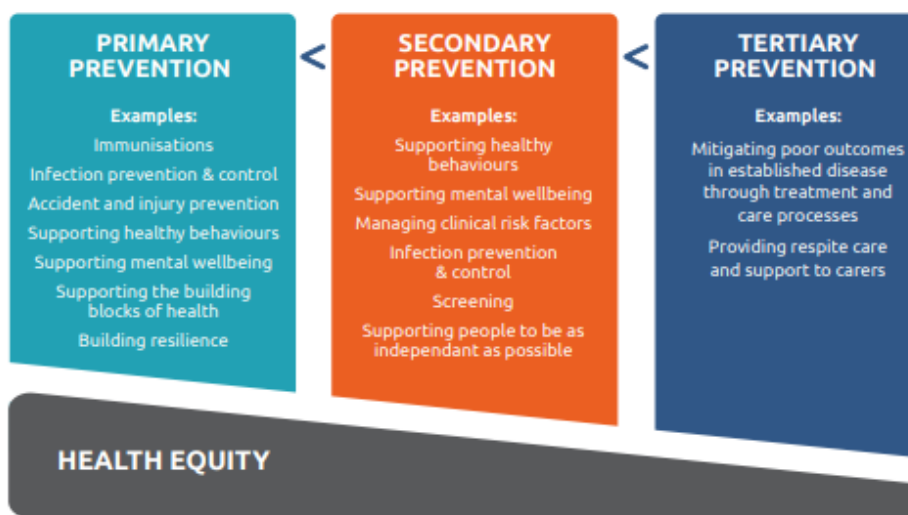 PRIMARY
PREVENTION
Examples:
Immunisations
Infection prevention & control
Accident and injury prevention
Supporting healthy behaviours
Supporting mental wellbeing
Supporting the building
blocks of health
Building resilience
<
SECONDARY
PREVENTION
Examples:
Supporting healthy
behaviours
Supporting mental wellbeing
Managing clinical risk factors
Infection prevention
& control
Screening
Supporting people to be as
independant as possible
<
TERTIARY
PREVENTION
Examples:
Mitigating poor outcomes
in established disease
through treatment and
care processes
Providing respite care
and support to carers
HEALTH EQUITY